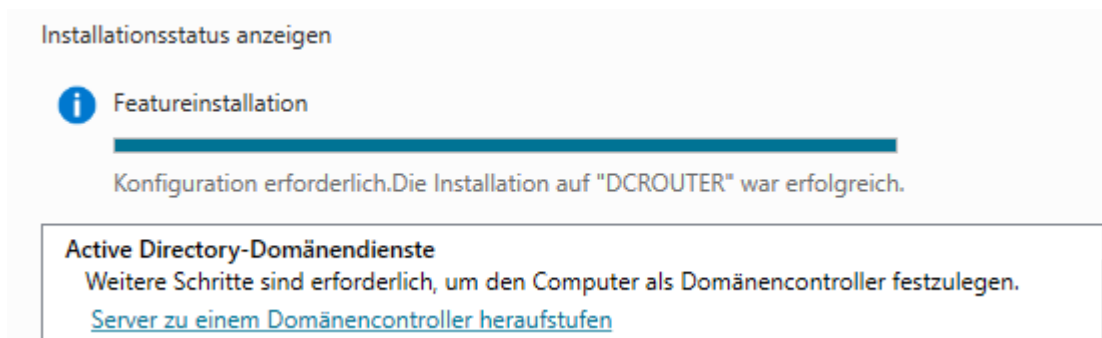 Installationsstatus anzeigen
Featureinstallation
Konfiguration erforderlich.Die Installation auf "DCROUTER" war erfolgreich.
Active Directory-Domänendienste
Weitere Schritte sind erforderlich, um den Computer als Domänencontroller festzulegen.
Server zu einem Domänencontroller heraufstufen